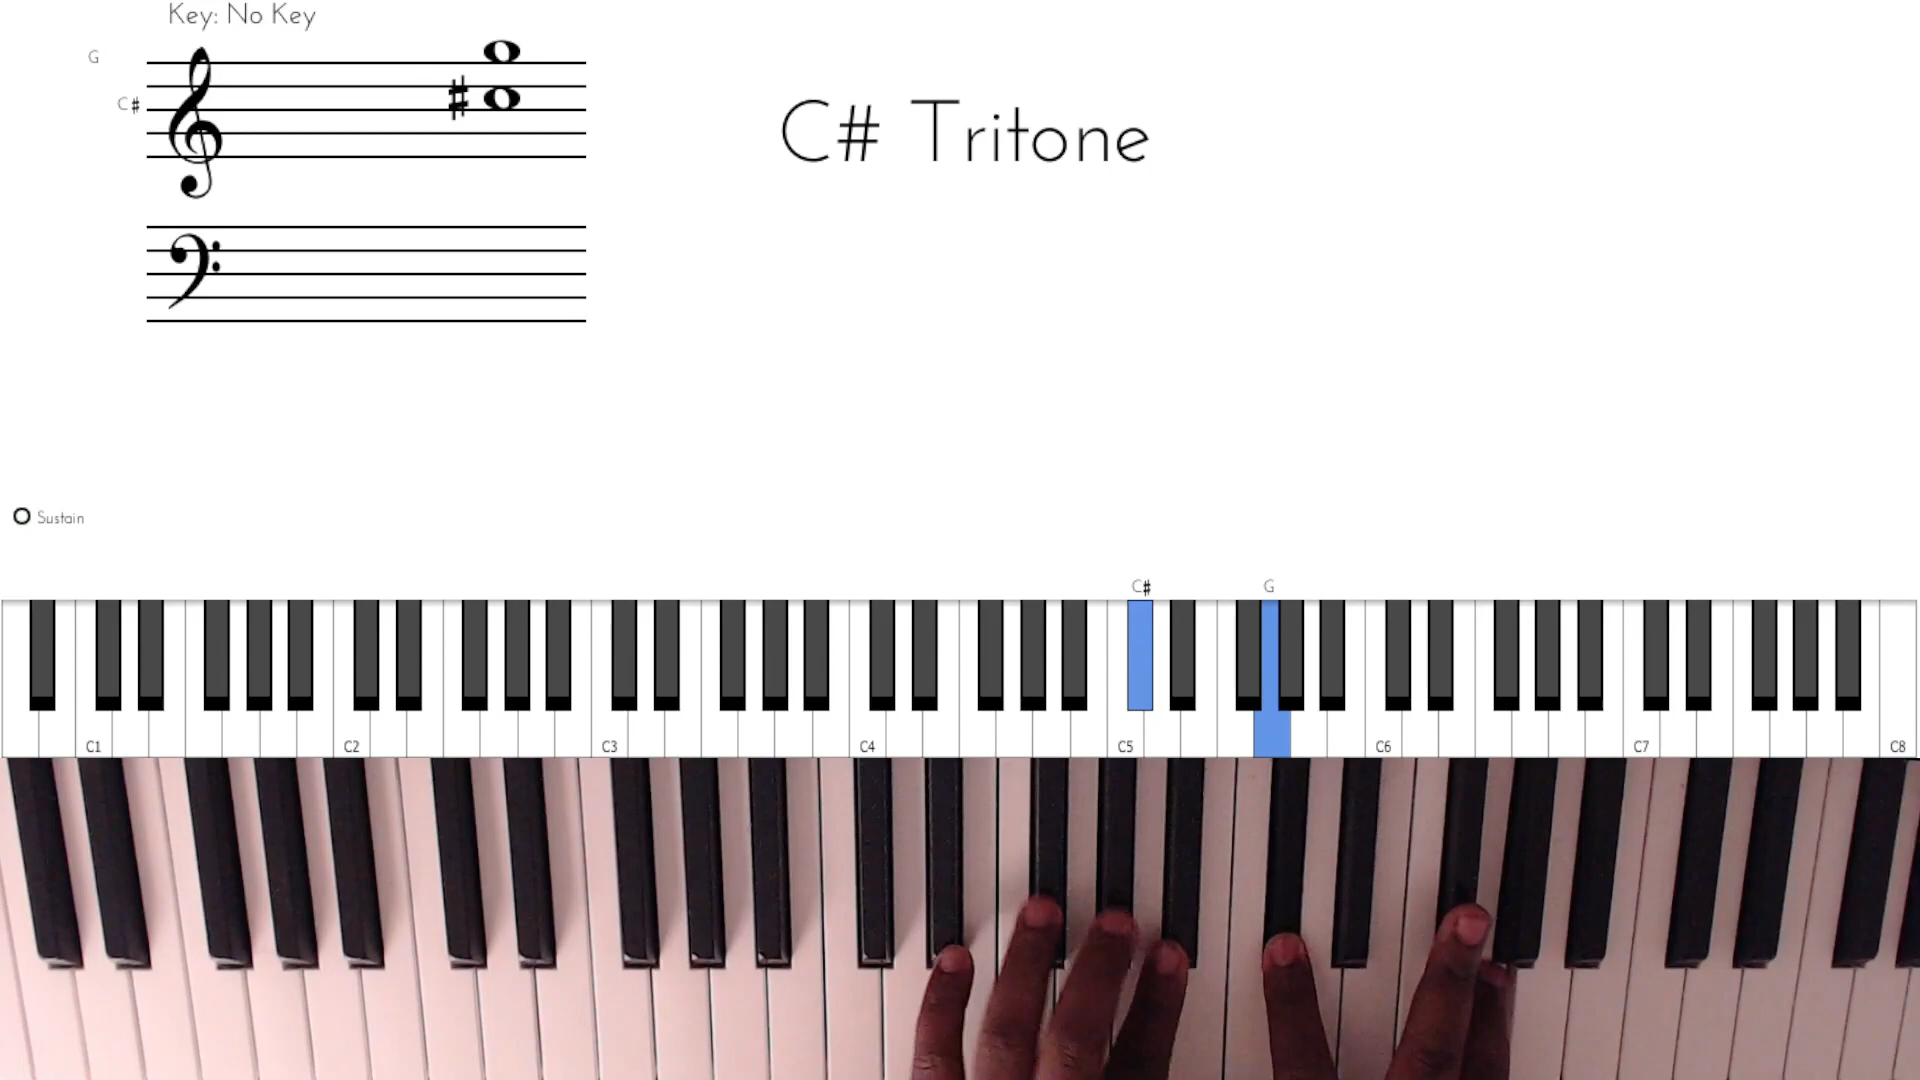 Key: No Key
G
C#
C# Tritone
Sustain
C# G
C1 C2 C3 C4 C5 C6 C7 C8